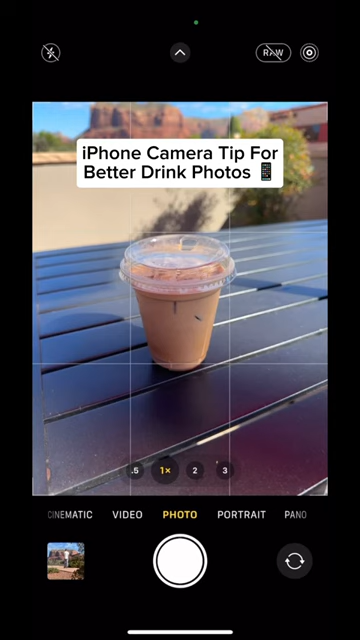 RAW
iPhone Camera Tip For
Better Drink Photos 📱
.5 1× 2 3
CINEMATIC VIDEO PHOTO PORTRAIT PANO